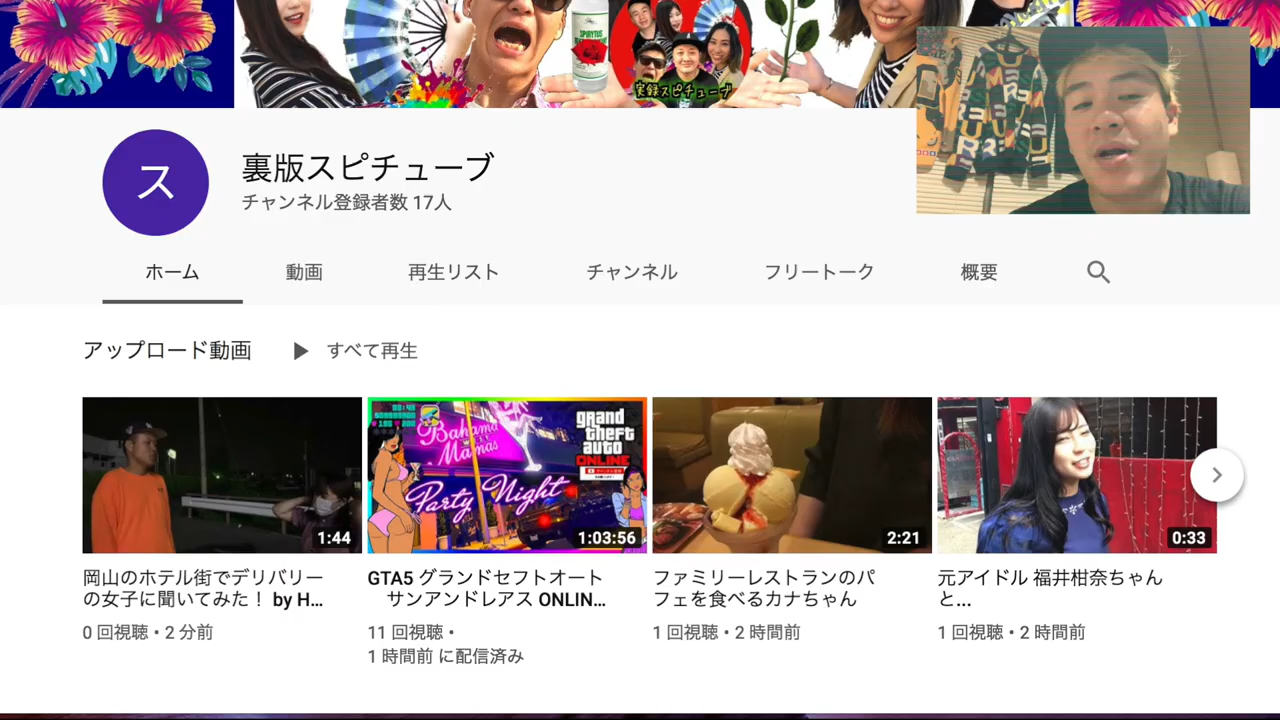 SPIRYTUS
実録スピチューブ
裏版スピチューブ
チャンネル登録者数 17人
ス
ホーム
動画
再生リスト
チャンネル
フリートーク
概要
アップロード動画
すべて再生
1:44
Bahama Mamas
Party Night
grand
theft
auto
ONLINE
1:03:56
2:21
0:33
岡山のホテル街でデリバリー
の女子に聞いてみた！ by H...
0 回視聴・2 分前
GTA5 グランドセフトオート
サンアンドレアス ONLIN...
11 回視聴・
1 時間前 に配信済み
ファミリーレストランのパ
フェを食べるカナちゃん
1 回視聴・2 時間前
元アイドル 福井柑奈ちゃん
と...
1 回視聴・2 時間前